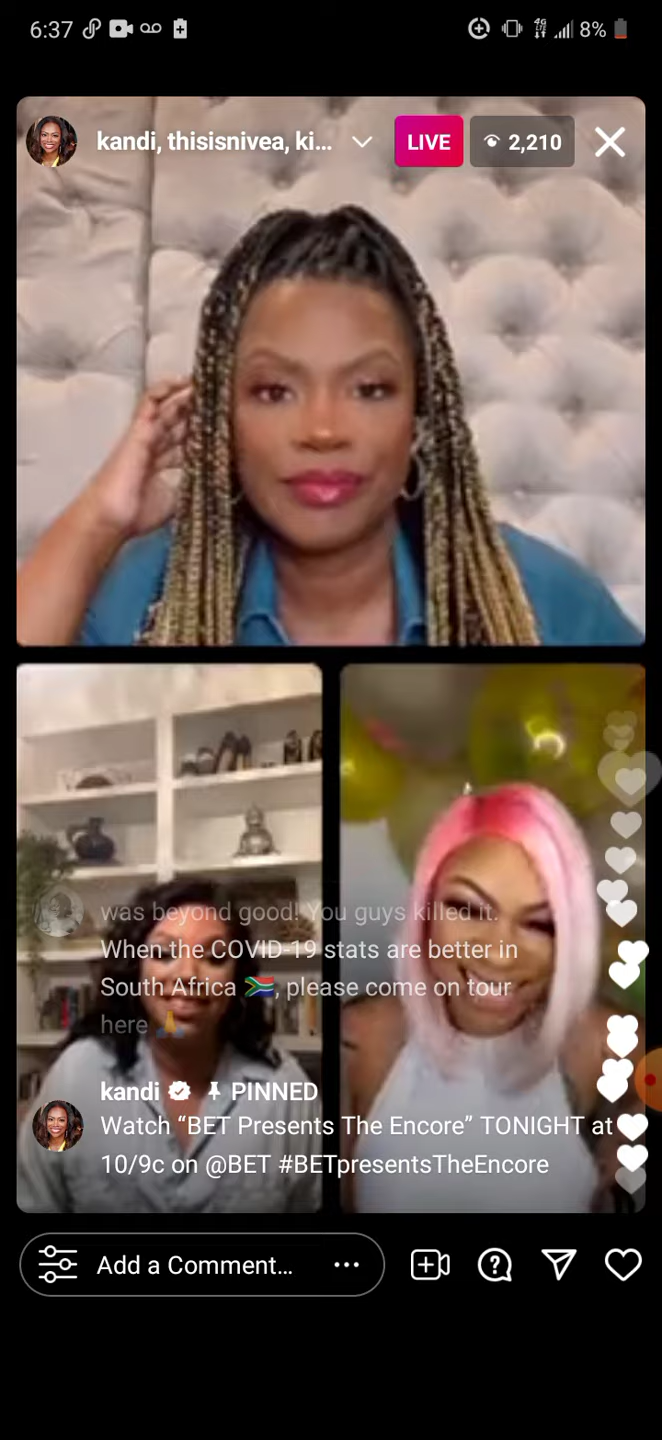 6:37
4G
LTE
8%
kandi, thisisnivea, ki...
LIVE
2,210
was beyond good! You guys killed it.
When the COVID-19 stats are better in
South Africa 🇿🇦, please come on tour
here 🙏
kandi PINNED
Watch “BET Presents The Encore” TONIGHT at
10/9c on @BET #BETpresentsTheEncore
Add a Comment...